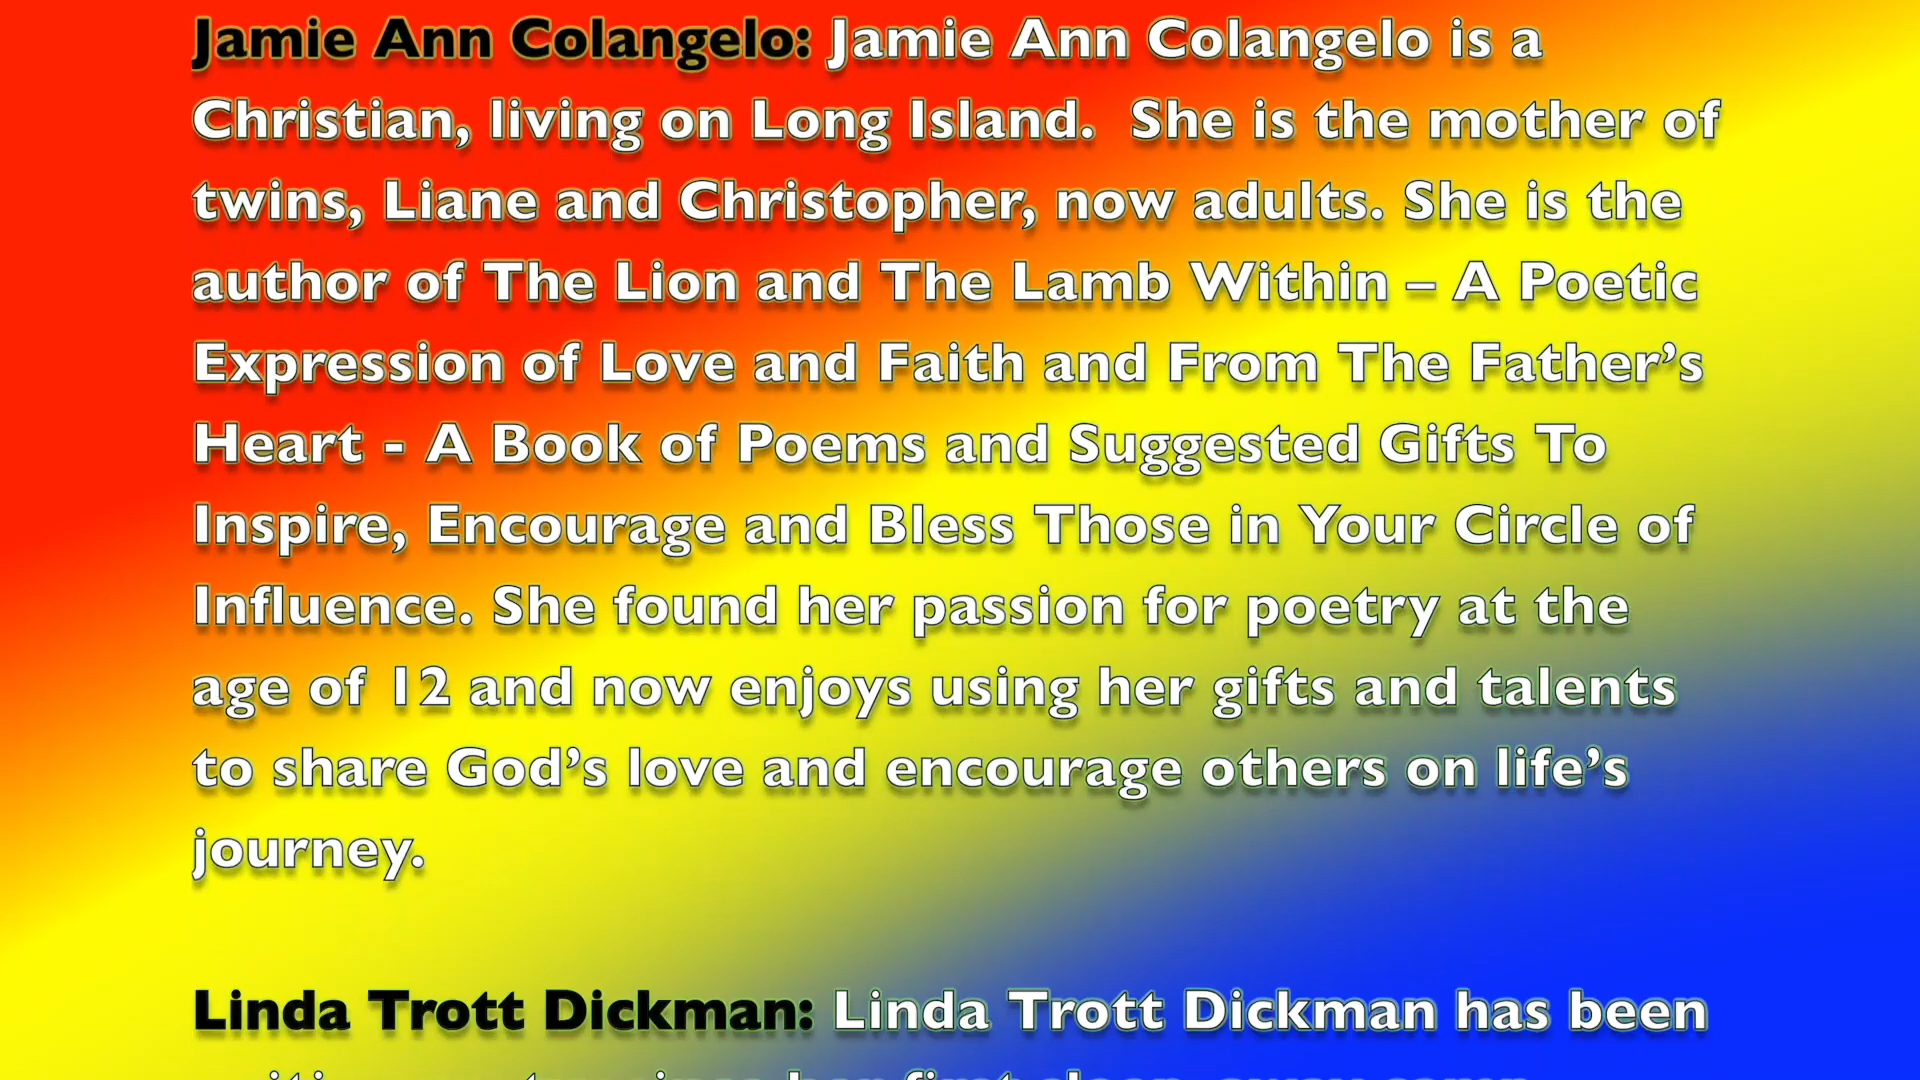 Jamie Ann Colangelo: Jamie Ann Colangelo is a
Christian, living on Long Island.  She is the mother of
twins, Liane and Christopher, now adults. She is the
author of The Lion and The Lamb Within – A Poetic
Expression of Love and Faith and From The Father’s
Heart - A Book of Poems and Suggested Gifts To
Inspire, Encourage and Bless Those in Your Circle of
Influence. She found her passion for poetry at the
age of 12 and now enjoys using her gifts and talents
to share God’s love and encourage others on life’s
journey.
Linda Trott Dickman: Linda Trott Dickman has been